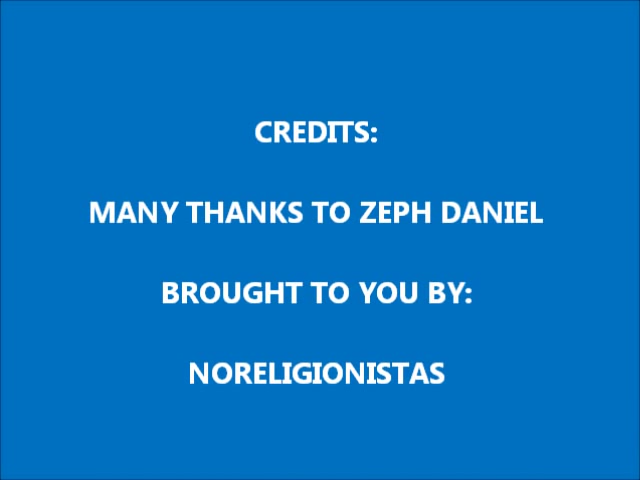 CREDITS:
MANY THANKS TO ZEPH DANIEL
BROUGHT TO YOU BY:
NORELIGIONISTAS